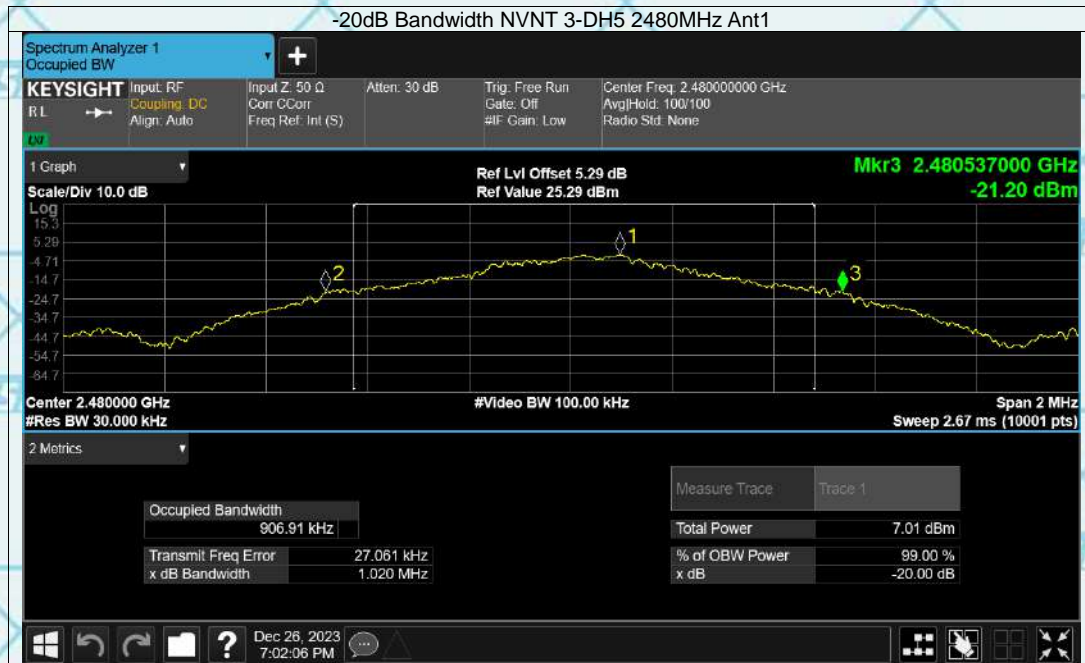 -20dB Bandwidth NVNT 3-DH5 2480MHz Ant1
Spectrum Analyzer 1
Occupied BW
+
KEYSIGHT Input: RF Input Z: 50 Ω Atten: 30 dB Trig: Free Run Center Freq: 2.480000000 GHz
RL Coupling: DC Corr CCorr Gate: Off Avg|Hold: 100/100
Align: Auto Freq Ref: Int (S) #IF Gain: Low Radio Std: None
LXI
1 Graph Ref Lvl Offset 5.29 dB Mkr3 2.480537000 GHz
Scale/Div 10.0 dB Ref Value 25.29 dBm -21.20 dBm
Log
15.3
5.29
-4.71
-14.7
-24.7
-34.7
-44.7
-54.7
-64.7
1
2
3
Center 2.480000 GHz #Video BW 100.00 kHz Span 2 MHz
#Res BW 30.000 kHz Sweep 2.67 ms (10001 pts)
2 Metrics
Measure Trace Trace 1
Occupied Bandwidth
906.91 kHz Total Power 7.01 dBm
Transmit Freq Error 27.061 kHz % of OBW Power 99.00 %
x dB Bandwidth 1.020 MHz x dB -20.00 dB
? Dec 26, 2023
7:02:06 PM